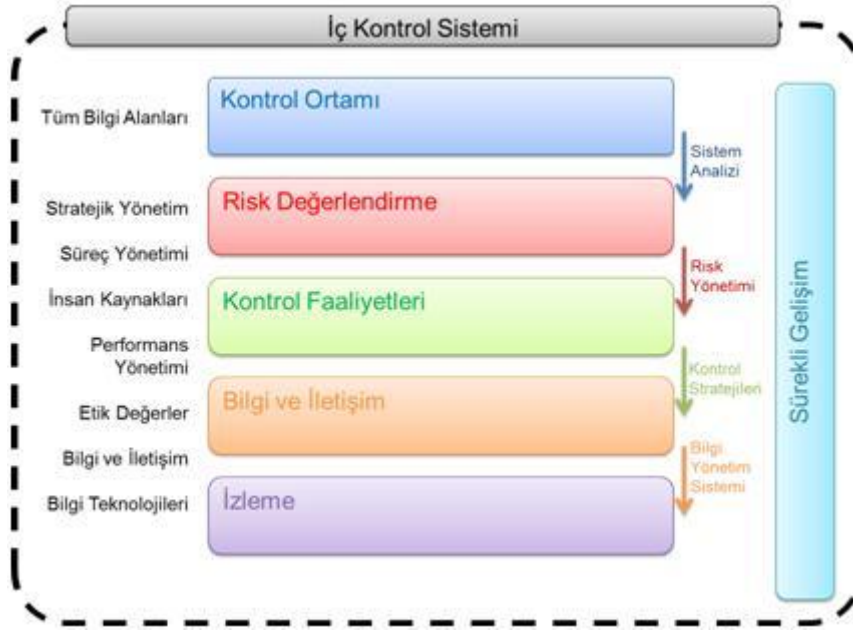 İç Kontrol Sistemi
Tüm Bilgi Alanları
Stratejik Yönetim
Süreç Yönetimi
İnsan Kaynakları
Performans
Yönetimi
Etik Değerler
Bilgi ve İletişim
Bilgi Teknolojileri
Kontrol Ortamı
Risk Değerlendirme
Kontrol Faaliyetleri
Bilgi ve İletişim
İzleme
Sistem
Analizi
Risk
Yönetimi
Kontrol
Stratejileri
Bilgi
Yönetim
Sistemi
Sürekli Gelişim